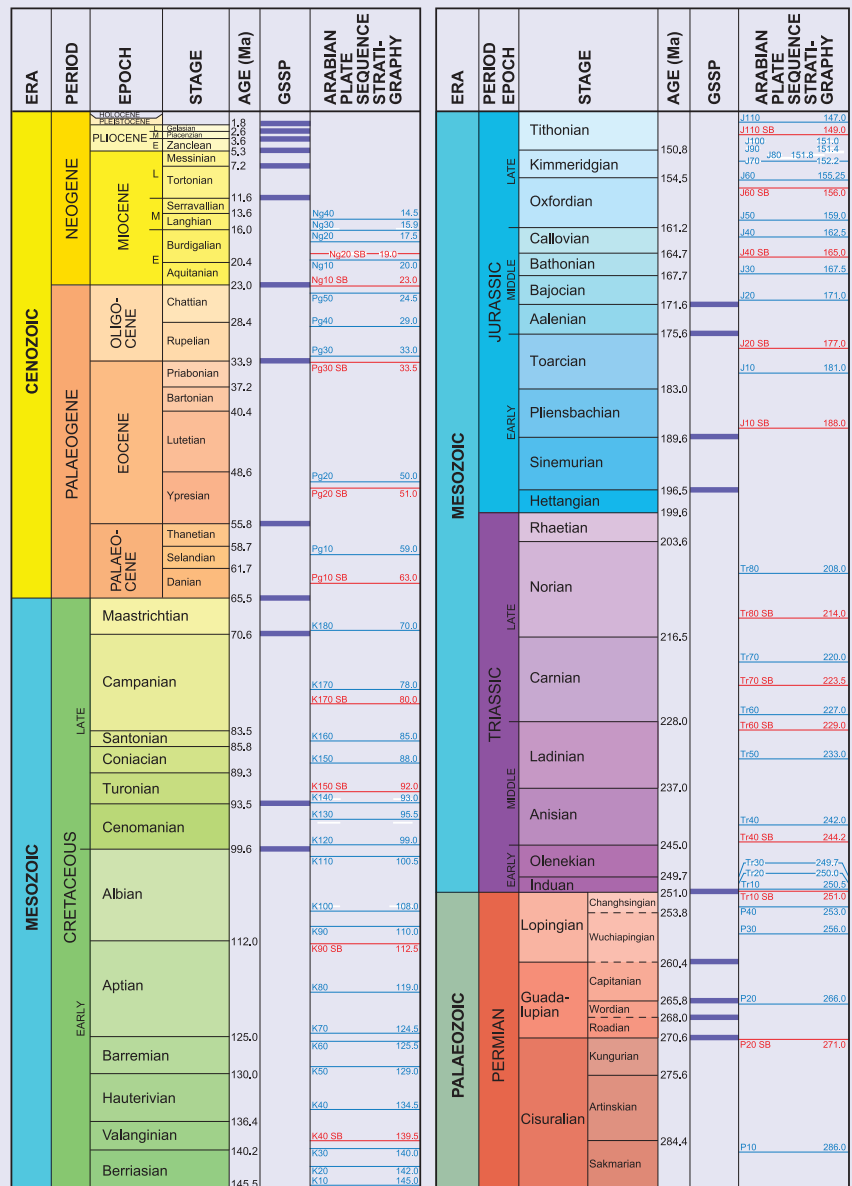 ERA
PERIOD
EPOCH
STAGE
AGE (Ma)
GSSP
ARABIAN
PLATE
SEQUENCE
STRATI-
GRAPHY
CENOZOIC
MESOZOIC
NEOGENE
PALAEOGENE
CRETACEOUS
LATE
EARLY
HOLOCENE
PLEISTOCENE
PLIOCENE
L
M
E
MIOCENE
L
M
E
OLIGO-
CENE
EOCENE
PALAEO-
CENE
Gelasian
Piacenzian
Zanclean
Messinian
Tortonian
Serravallian
Langhian
Burdigalian
Aquitanian
Chattian
Rupelian
Priabonian
Bartonian
Lutetian
Ypresian
Thanetian
Selandian
Danian
Maastrichtian
Campanian
Santonian
Coniacian
Turonian
Cenomanian
Albian
Aptian
Barremian
Hauterivian
Valanginian
Berriasian
1.8
2.6
3.6
5.3
7.2
11.6
13.6
16.0
20.4
23.0
28.4
33.9
37.2
40.4
48.6
55.8
58.7
61.7
65.5
70.6
83.5
85.8
89.3
93.5
99.6
112.0
125.0
130.0
136.4
140.2
145.5
Ng40 14.5
Ng30 15.9
Ng20 17.5
Ng20 SB 19.0
Ng10 20.0
Ng10 SB 23.0
Pg50 24.5
Pg40 29.0
Pg30 33.0
Pg30 SB 33.5
Pg20 50.0
Pg20 SB 51.0
Pg10 59.0
Pg10 SB 63.0
K180 70.0
K170 78.0
K170 SB 80.0
K160 85.0
K150 88.0
K150 SB 92.0
K140 93.0
K130 95.5
K120 99.0
K110 100.5
K100 108.0
K90 110.0
K90 SB 112.5
K80 119.0
K70 124.5
K60 125.5
K50 129.0
K40 134.5
K40 SB 139.5
K30 140.0
K20 142.0
K10 145.0
ERA
PERIOD
EPOCH
STAGE
AGE (Ma)
GSSP
ARABIAN
PLATE
SEQUENCE
STRATI-
GRAPHY
MESOZOIC
PALAEOZOIC
JURASSIC
LATE
MIDDLE
EARLY
TRIASSIC
LATE
MIDDLE
EARLY
PERMIAN
Tithonian
Kimmeridgian
Oxfordian
Callovian
Bathonian
Bajocian
Aalenian
Toarcian
Pliensbachian
Sinemurian
Hettangian
Rhaetian
Norian
Carnian
Ladinian
Anisian
Olenekian
Induan
Lopingian
Guada-
lupian
Cisuralian
Changhsingian
Wuchiapingian
Capitanian
Wordian
Roadian
Kungurian
Artinskian
Sakmarian
150,8
154,5
161.2
164.7
167.7
171.6
175.6
183.0
189.6
196.5
199.6
203.6
216.5
228.0
237.0
245.0
249.7
251.0
253.8
260,4
265.8
268.0
270.6
275.6
284,4
J110 147.0
J110 SB 149.0
J100 151.0
J90 151.4
J80 151.8
J70 152.2
J60 155.25
J60 SB 156.0
J50 159.0
J40 162.5
J40 SB 165.0
J30 167.5
J20 171.0
J20 SB 177.0
J10 181.0
J10 SB 188.0
Tr80 208.0
Tr80 SB 214.0
Tr70 220.0
Tr70 SB 223.5
Tr60 227.0
Tr60 SB 229.0
Tr50 233.0
Tr40 242.0
Tr40 SB 244.2
Tr30 249.7
Tr20 250.0
Tr10 250.5
Tr10 SB 251.0
P40 253.0
P30 256.0
P20 266.0
P20 SB 271.0
P10 286.0